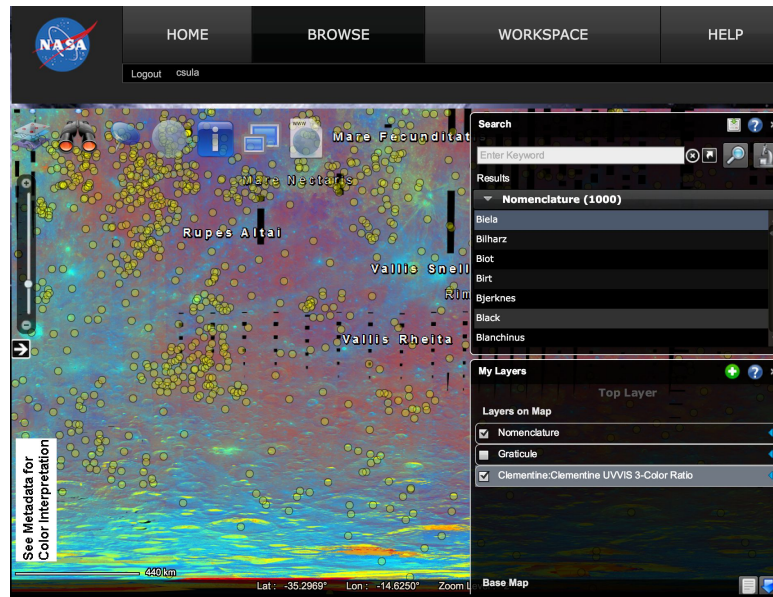 NASA
HOME
BROWSE
WORKSPACE
HELP
Logout
csula
Mare Fecunditat
Mare Nectaris
Rupes Altai
Vallis Snell
Rim
Vallis Rheita
See Metadata for
Color Interpretation
440 km
Lat : -35.2969° Lon : -14.6250° Zoom L
Search
Enter Keyword
Results
Nomenclature (1000)
Biela
Bilharz
Biot
Birt
Bjerknes
Black
Blanchinus
My Layers
Top Layer
Layers on Map
Nomenclature
Graticule
Clementine:Clementine UVVIS 3-Color Ratio
Base Map